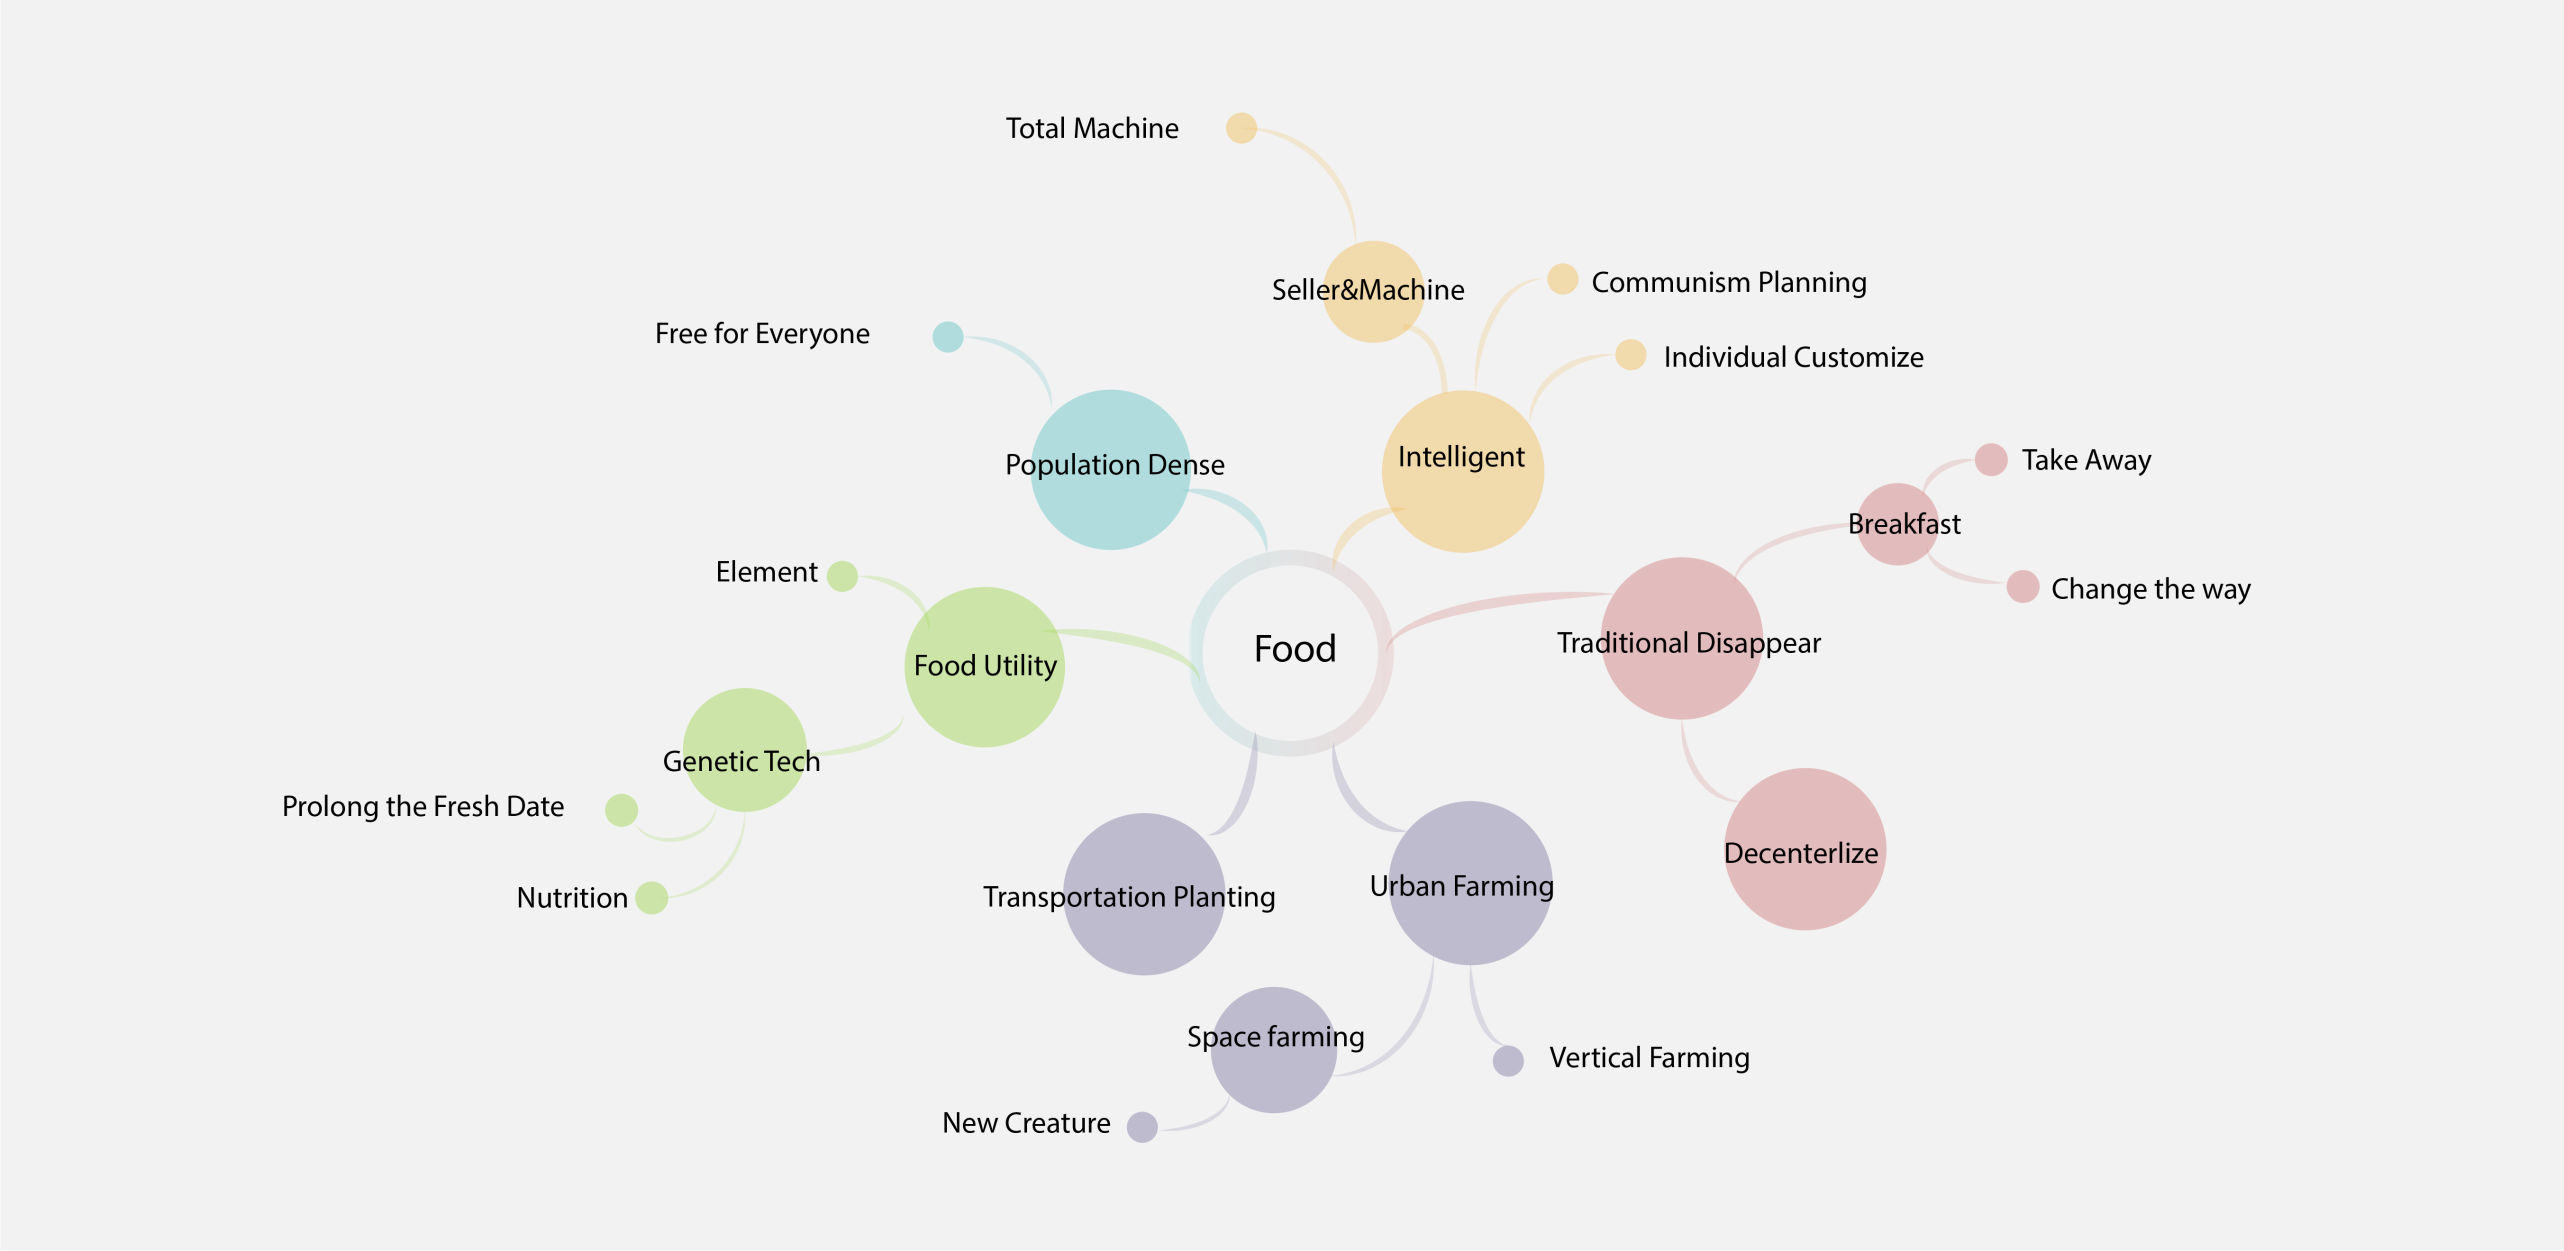 Total Machine
Seller&Machine
Communism Planning
Free for Everyone
Individual Customize
Population Dense
Intelligent
Take Away
Breakfast
Element
Change the way
Food Utility
Food
Traditional Disappear
Genetic Tech
Prolong the Fresh Date
Decenterlize
Nutrition
Transportation Planting
Urban Farming
Space farming
Vertical Farming
New Creature